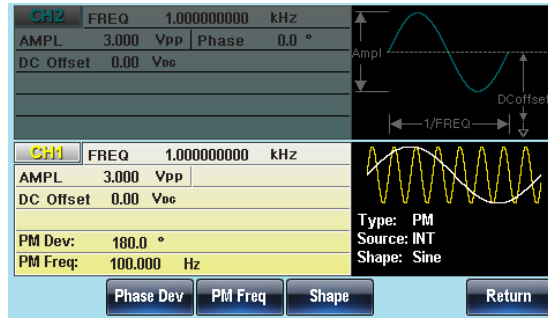 CH2 FREQ 1.000000000 kHz
AMPL 3.000 Vpp Phase 0.0 °
DC Offset 0.00 VDC
Ampl
DCoffset
1/FREQ
CH1 FREQ 1.000000000 kHz
AMPL 3.000 Vpp
DC Offset 0.00 VDC
PM Dev: 180.0 °
PM Freq: 100.000 Hz
Type: PM
Source: INT
Shape: Sine
Phase Dev PM Freq Shape Return